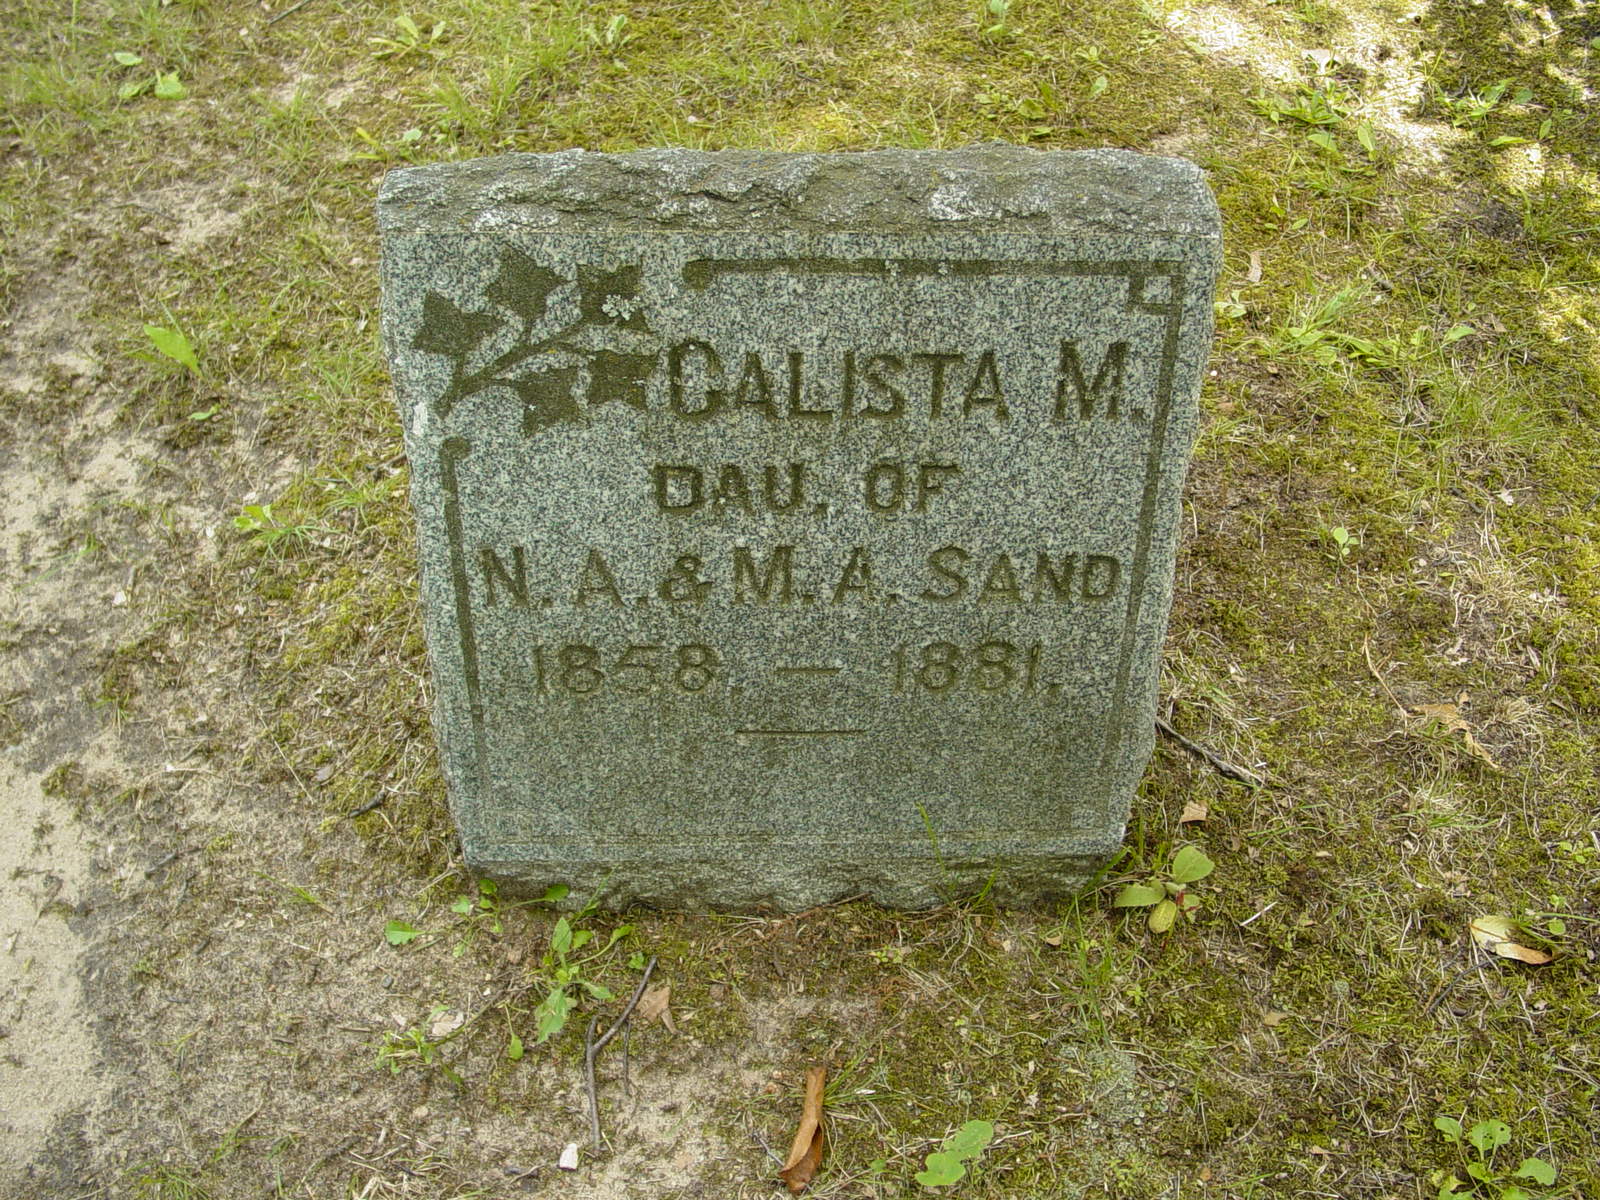 CALISTA M.
DAU. OF
N. A. & M. A. SAND
1858. — 1881.